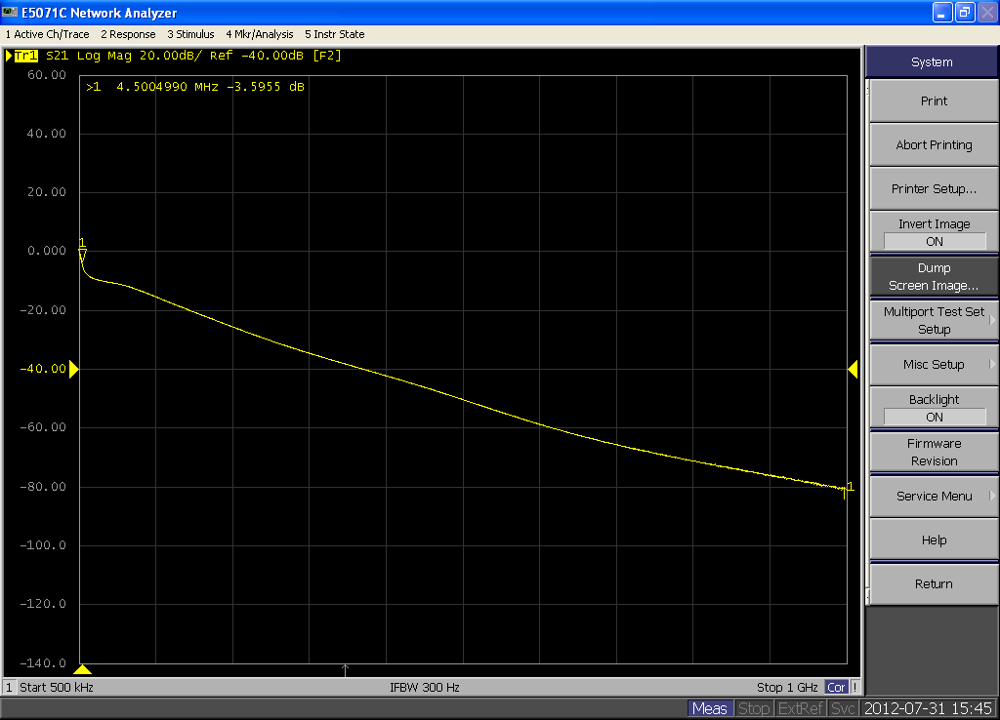 E5071C Network Analyzer
1 Active Ch/Trace 2 Response 3 Stimulus 4 Mkr/Analysis 5 Instr State
Tr1 S21 Log Mag 20.00dB/ Ref -40.00dB [F2]
60.00
>1 4.5004990 MHz -3.5955 dB
40.00
20.00
1
0.000
-20.00
-40.00
-60.00
-80.00
1
-100.0
-120.0
-140.0
1 Start 500 kHz IFBW 300 Hz Stop 1 GHz Cor !
System
Print
Abort Printing
Printer Setup...
Invert Image
ON
Dump
Screen Image...
Multiport Test Set
Setup
Misc Setup
Backlight
ON
Firmware
Revision
Service Menu
Help
Return
Meas Stop ExtRef Svc 2012-07-31 15:45